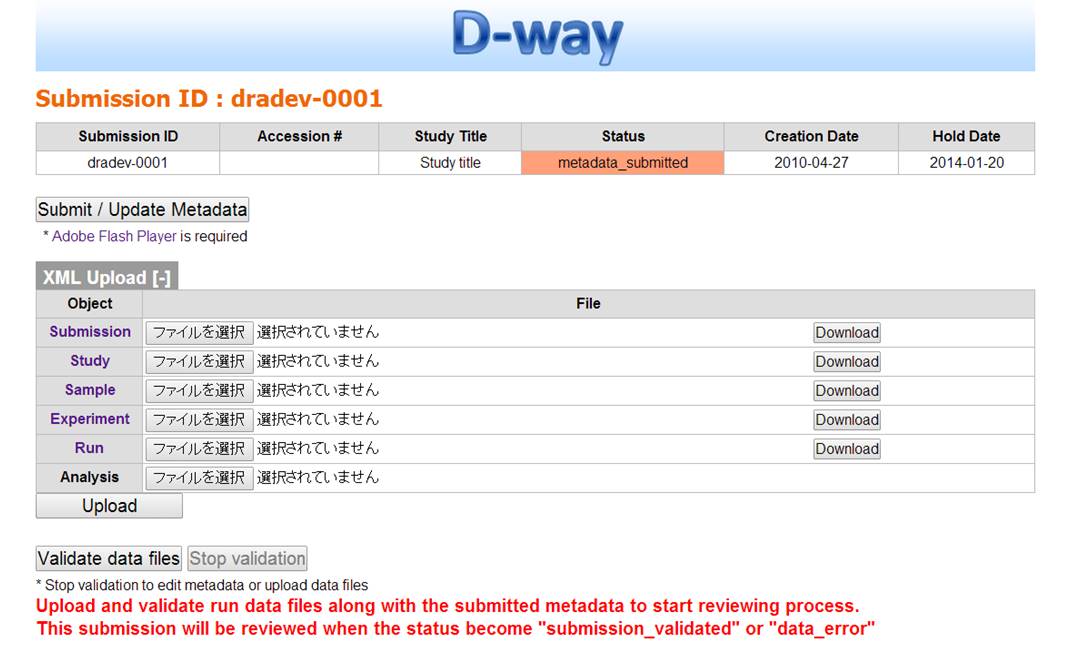 D-way
Submission ID : dradev-0001
Submission ID Accession # Study Title Status Creation Date Hold Date
dradev-0001 Study title metadata_submitted 2010-04-27 2014-01-20
Submit / Update Metadata
* Adobe Flash Player is required
XML Upload [-]
Object File
Submission ファイルを選択 選択されていません Download
Study ファイルを選択 選択されていません Download
Sample ファイルを選択 選択されていません Download
Experiment ファイルを選択 選択されていません Download
Run ファイルを選択 選択されていません Download
Analysis ファイルを選択 選択されていません
Upload
Validate data files Stop validation
* Stop validation to edit metadata or upload data files
Upload and validate run data files along with the submitted metadata to start reviewing process.
This submission will be reviewed when the status become "submission_validated" or "data_error"